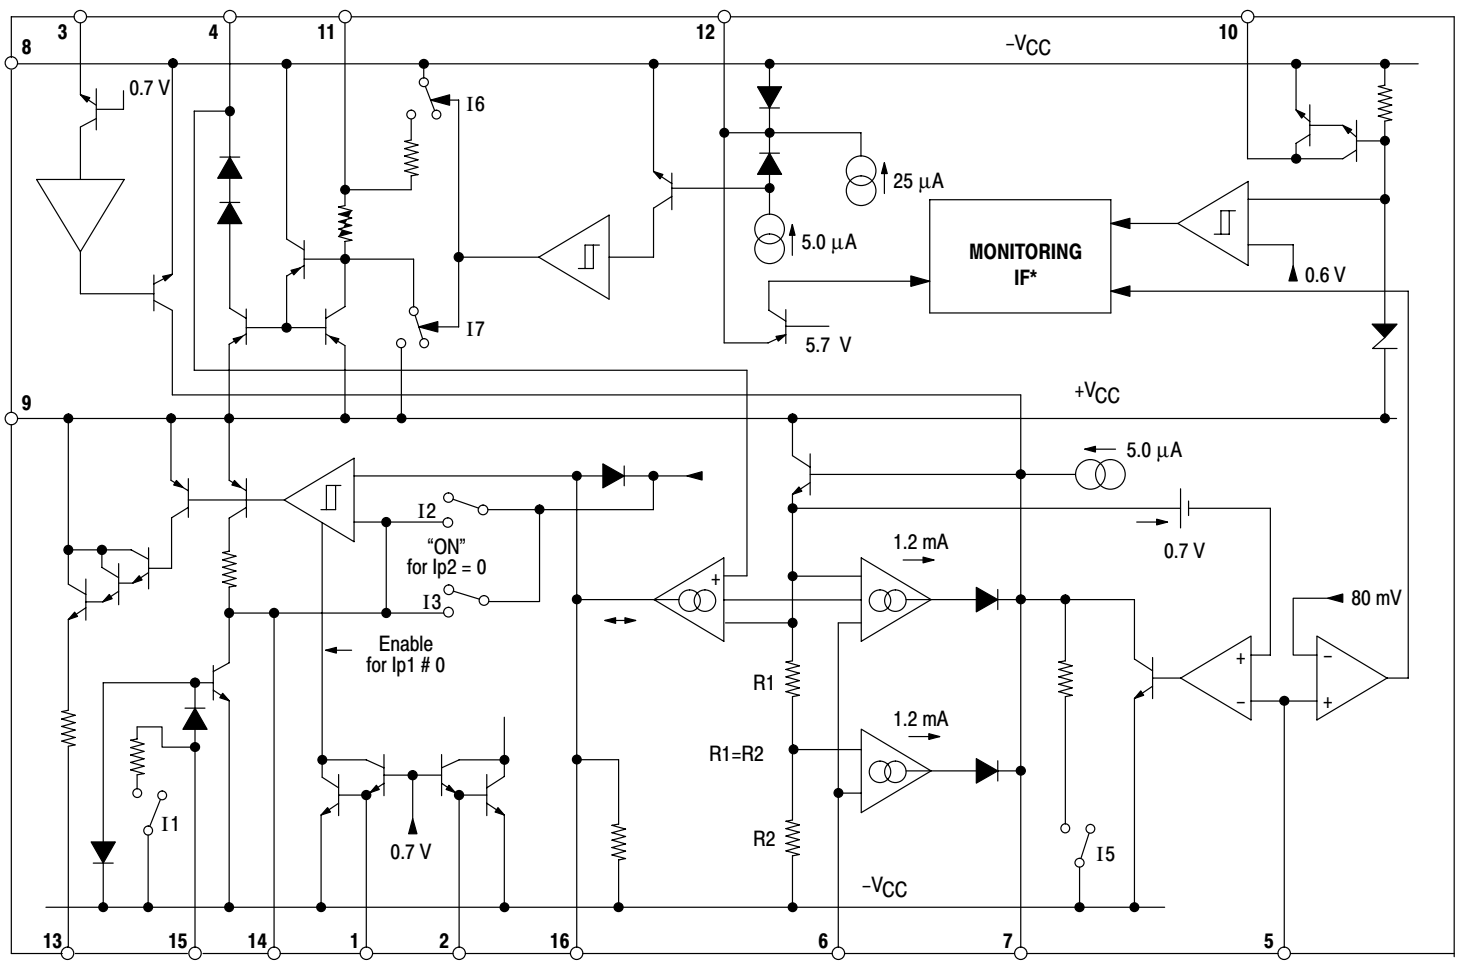 3
4
11
12
10
8
–VCC
0.7 V
I6
25 µA
5.0 µA
MONITORING
IF*
0.6 V
I7
5.7 V
9
+VCC
5.0 µA
I2
"ON"
for Ip2 = 0
I3
1.2 mA
0.7 V
+
80 mV
Enable
for Ip1 # 0
R1
+
–
–
+
1.2 mA
R1=R2
I1
0.7 V
R2
I5
–VCC
13
15
14
1
2
16
6
7
5